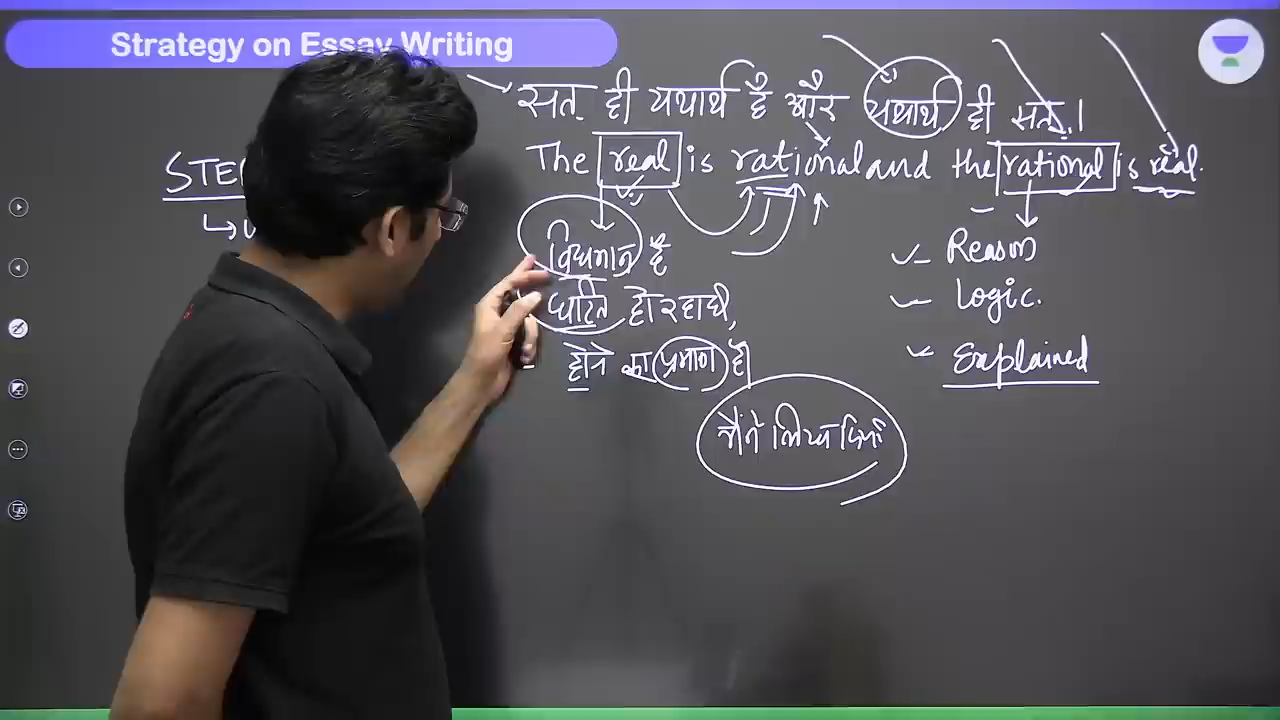 Strategy on Essay Writing
सत् ही यथार्थ है और यथार्थ ही सत् ।
The real is rational and the rational is real.
STE
विद्यमान है
घटित हो रहा हो,
होने का प्रमाण हो
Reason
Logic.
Explained
मैंने